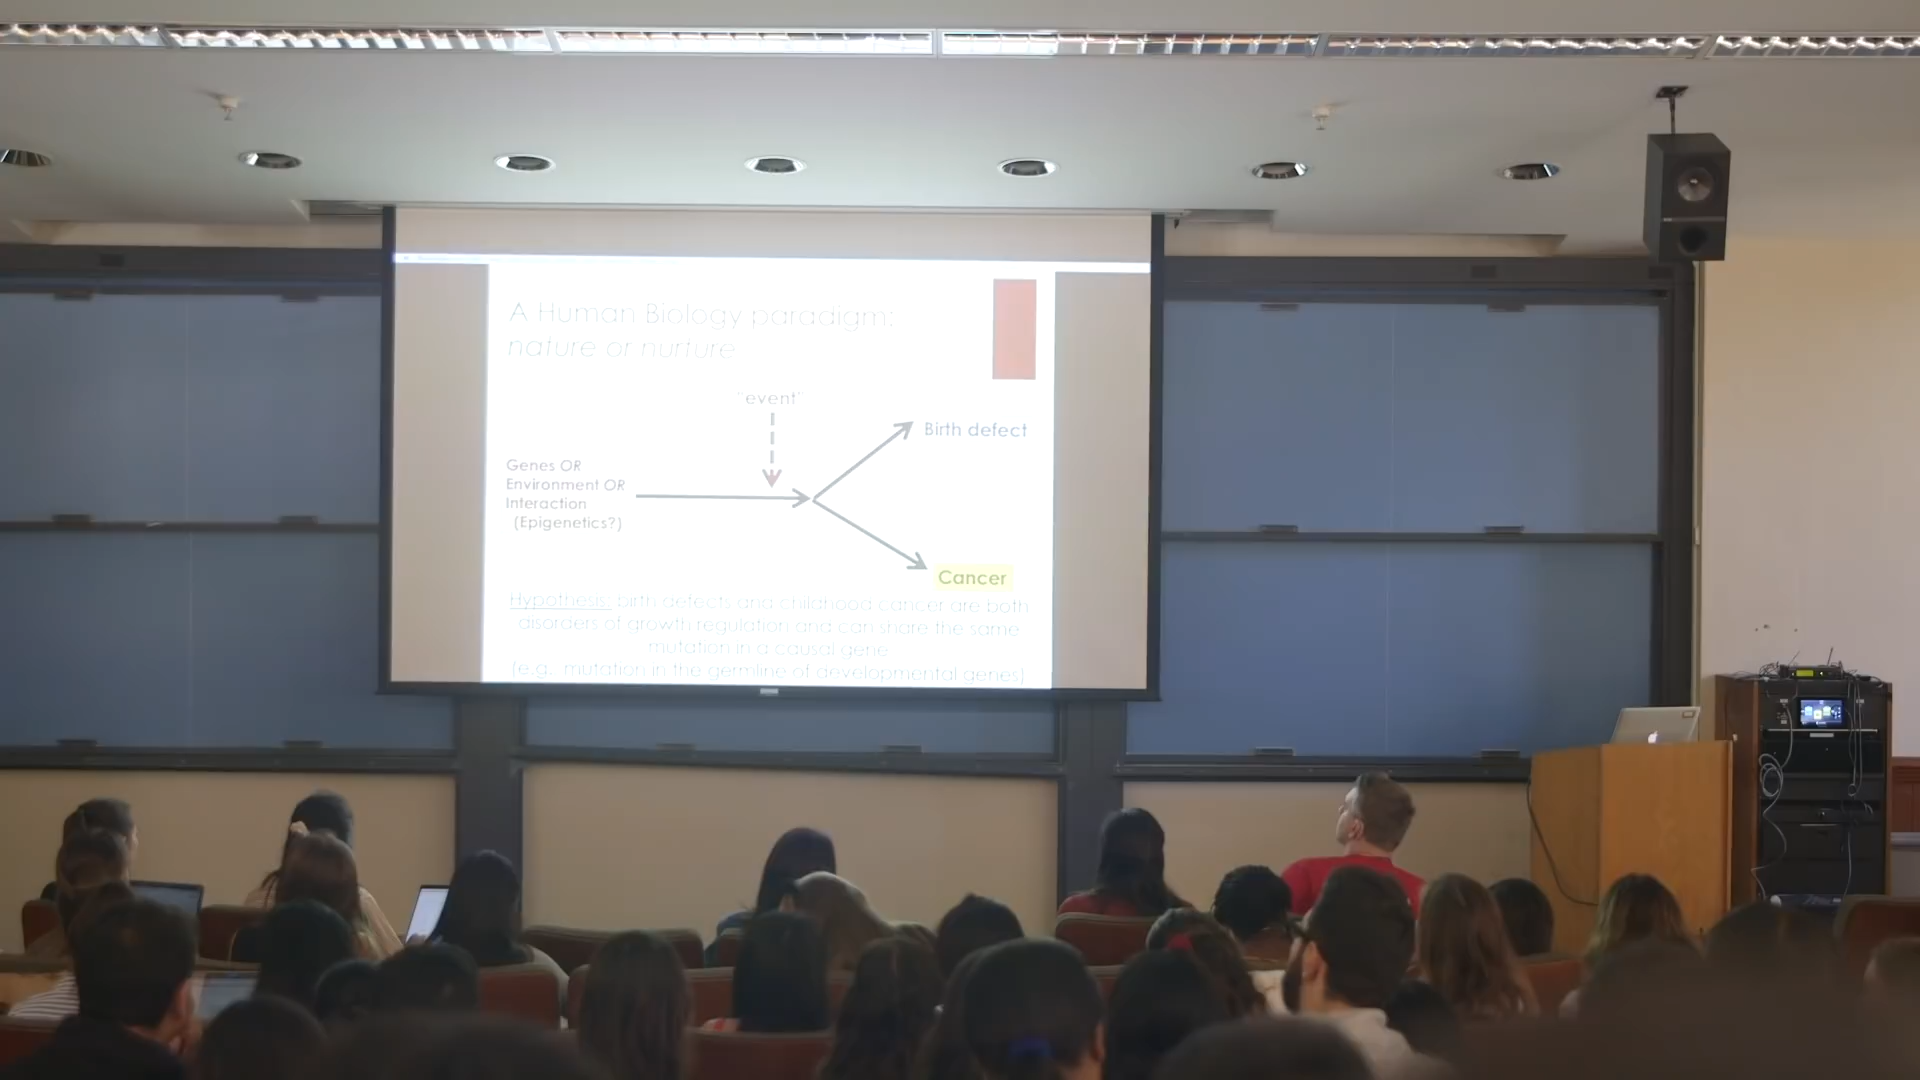 A Human Biology paradigm:
nature or nurture
"event"
Birth defect
Genes OR
Environment OR
Interaction
(Epigenetics?)
Cancer
Hypothesis: birth defects and childhood cancer are both
disorders of growth regulation and can share the same
mutation in a causal gene
(e.g. mutation in the germline of developmental genes)